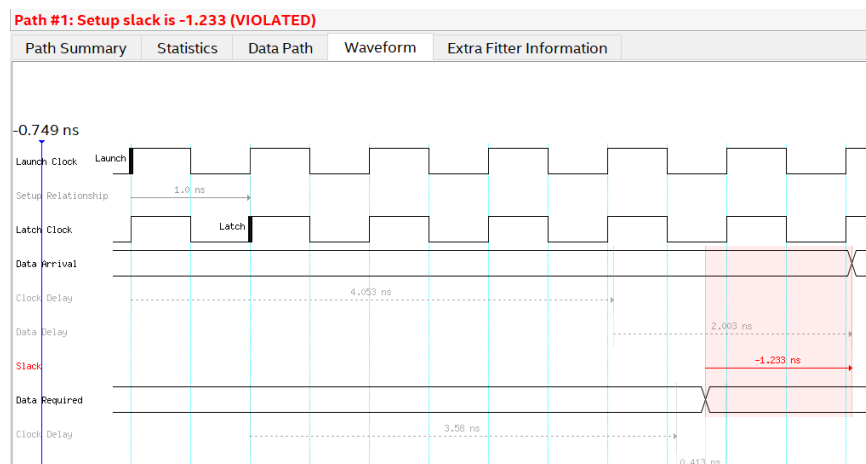 Path #1: Setup slack is -1.233 (VIOLATED)
Path Summary Statistics Data Path Waveform Extra Fitter Information
-0.749 ns
Launch Clock Launch
Setup Relationship 1.0 ns
Latch Clock Latch
Data Arrival
Clock Delay 4.053 ns
Data Delay 2.003 ns
Slack -1.233 ns
Data Required
Clock Delay 3.58 ns
0.413 ns